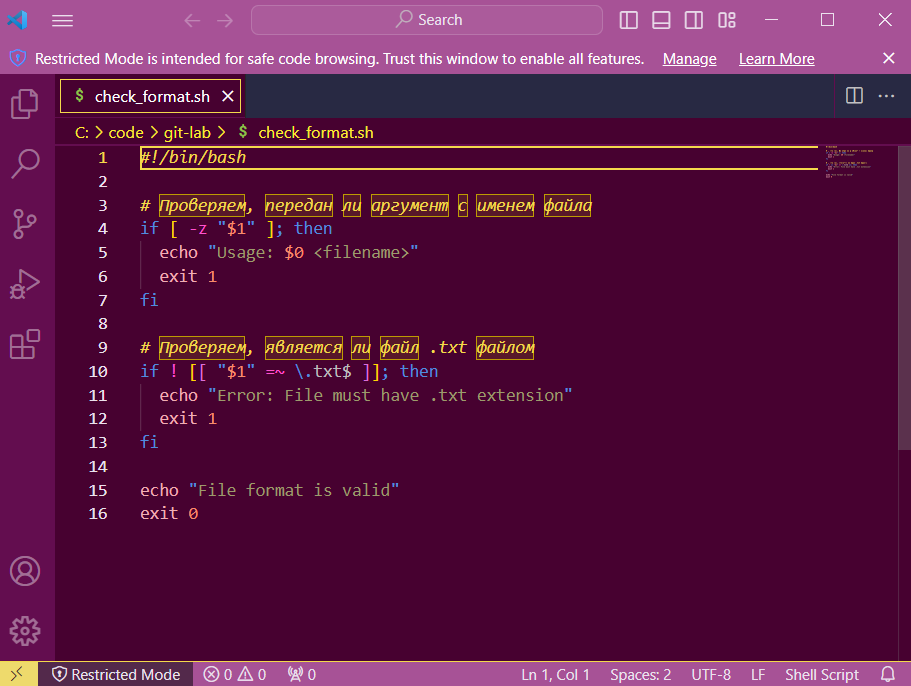 Search
Restricted Mode is intended for safe code browsing. Trust this window to enable all features. Manage Learn More
$ check_format.sh
C: > code > git-lab > $ check_format.sh
1 #!/bin/bash
2
3 # Проверяем, передан ли аргумент с именем файла
4 if [ -z "$1" ]; then
5 echo "Usage: $0 <filename>"
6 exit 1
7 fi
8
9 # Проверяем, является ли файл .txt файлом
10 if ! [[ "$1" =~ \.txt$ ]]; then
11 echo "Error: File must have .txt extension"
12 exit 1
13 fi
14
15 echo "File format is valid"
16 exit 0
Restricted Mode 0 0 0 Ln 1, Col 1 Spaces: 2 UTF-8 LF Shell Script